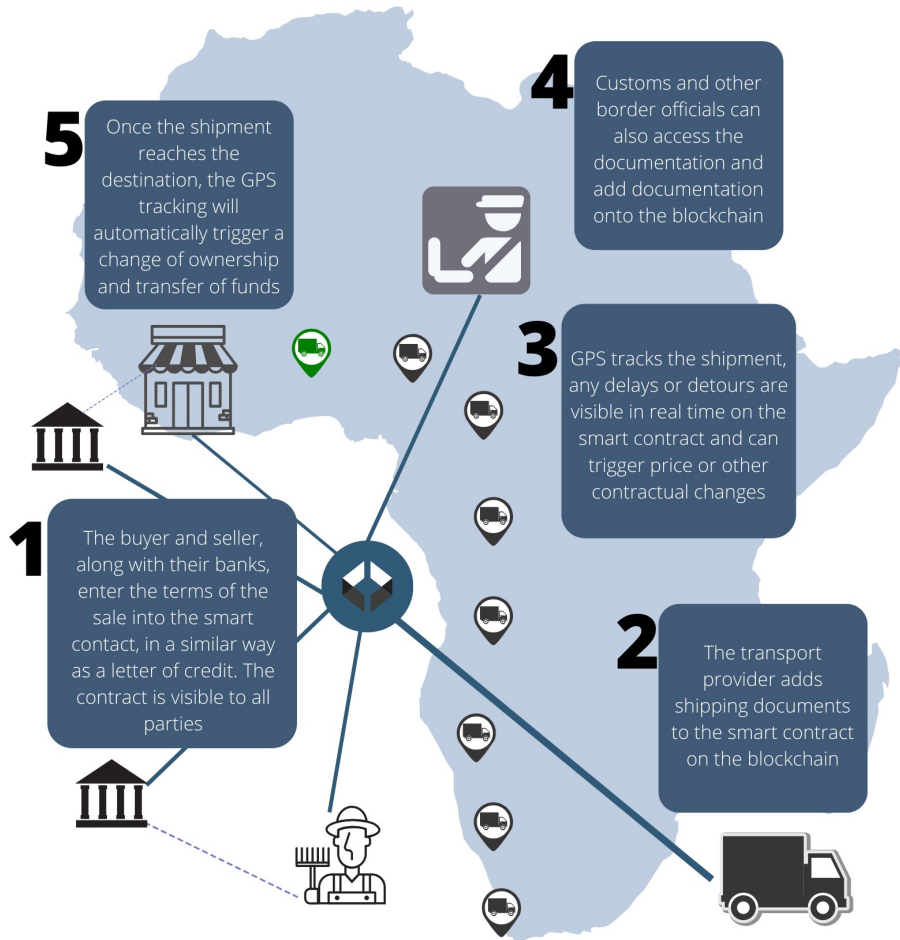 1
The buyer and seller,
along with their banks,
enter the terms of the
sale into the smart
contact, in a similar way
as a letter of credit. The
contract is visible to all
parties
2
The transport
provider adds
shipping documents
to the smart contract
on the blockchain
3
GPS tracks the shipment,
any delays or detours are
visible in real time on the
smart contract and can
trigger price or other
contractual changes
4
Customs and other
border officials can
also access the
documentation and
add documentation
onto the blockchain
5
Once the shipment
reaches the
destination, the GPS
tracking will
automatically trigger a
change of ownership
and transfer of funds